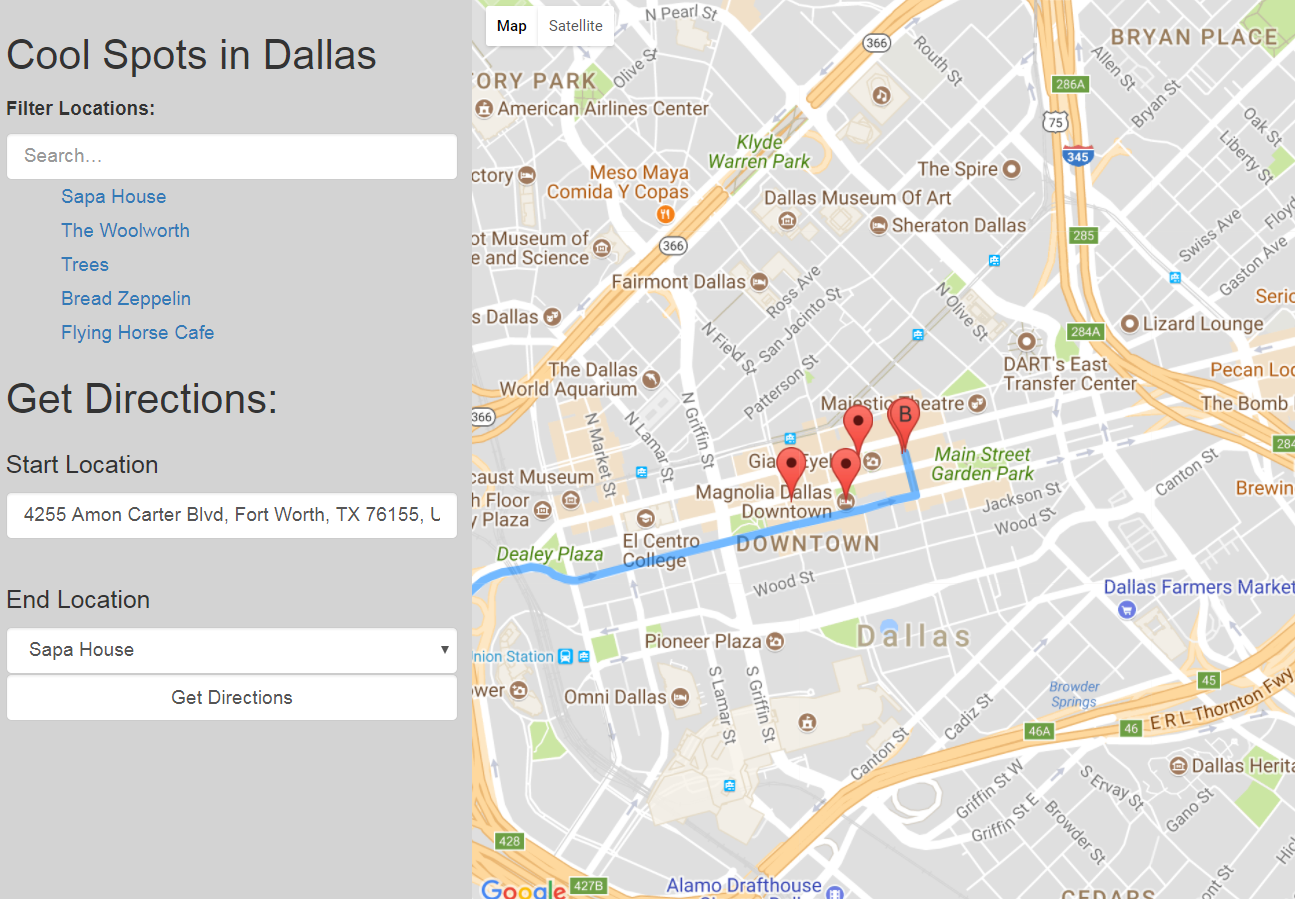 Cool Spots in Dallas
Filter Locations:
Search...
Sapa House
The Woolworth
Trees
Bread Zeppelin
Flying Horse Cafe
Get Directions:
Start Location
4255 Amon Carter Blvd, Fort Worth, TX 76155, U
End Location
Sapa House
Get Directions
Map
Satellite
N Pearl St
366
Routh St
BRYAN PLACE
Allen St
TORY PARK
Olive St
286A
Bryan St
American Airlines Center
75
Oak St
Liberty St
Klyde
Warren Park
345
ctory
Meso Maya
Comida Y Copas
The Spire
Dallas Museum Of Art
Swiss Ave
Floyd
Sheraton Dallas
285
ot Museum of
e and Science
366
Gaston Ave
Fairmont Dallas
Ross Ave
San Jacinto St
N Olive St
Seric
s Dallas
N Field St
284A
Lizard Lounge
Patterson St
DART's East
Transfer Center
The Dallas
World Aquarium
Pecan Loc
366
N Market St
N Lamar St
N Griffin St
Majestic Theatre
B
The Bomb
284
Main Street
Garden Park
Canton St
caust Museum
Magnolia Dallas
Downtown
Jackson St
Brewin
h Floor
y Plaza
Wood St
El Centro
College
DOWNTOWN
Dealey Plaza
Wood St
Dallas Farmers Market
Pioneer Plaza
Dallas
nion Station
ower
Omni Dallas
S Lamar St
S Griffin St
Browder
Springs
45
Cadiz St
46A
46
E R L Thornton Fwy
Canton St
Dallas Herita
Griffin St W
S Ervay St
Gano St
Griffin St E
Browder St
428
Google
427B
Alamo Drafthouse
CEDARS